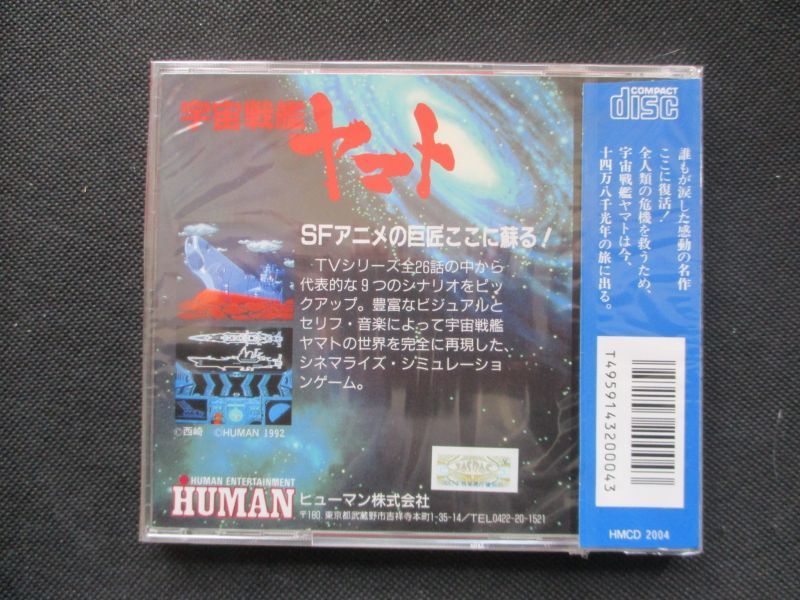 宇宙戦艦
ヤマト
SFアニメの巨匠ここに蘇る!
TVシリーズ全26話の中から
代表的な9つのシナリオをピッ
クアップ。豊富なビジュアルと
セリフ・音楽によって宇宙戦艦
ヤマトの世界を完全に再現した、
シネマライズ・シミュレーショ
ンゲーム。
©西崎 ©HUMAN 1992
HUMAN ENTERTAINMENT
HUMAN
ヒューマン株式会社
〒180 東京都武蔵野市吉祥寺本町1-35-14/TEL0422-20-1521
COMPACT
disc
誰もが涙した感動の名作
ここに復活!
全人類の危機を救うため、
宇宙戦艦ヤマトは今、
十四万八千光年の旅に出る。
T4959143200043
HMCD 2004